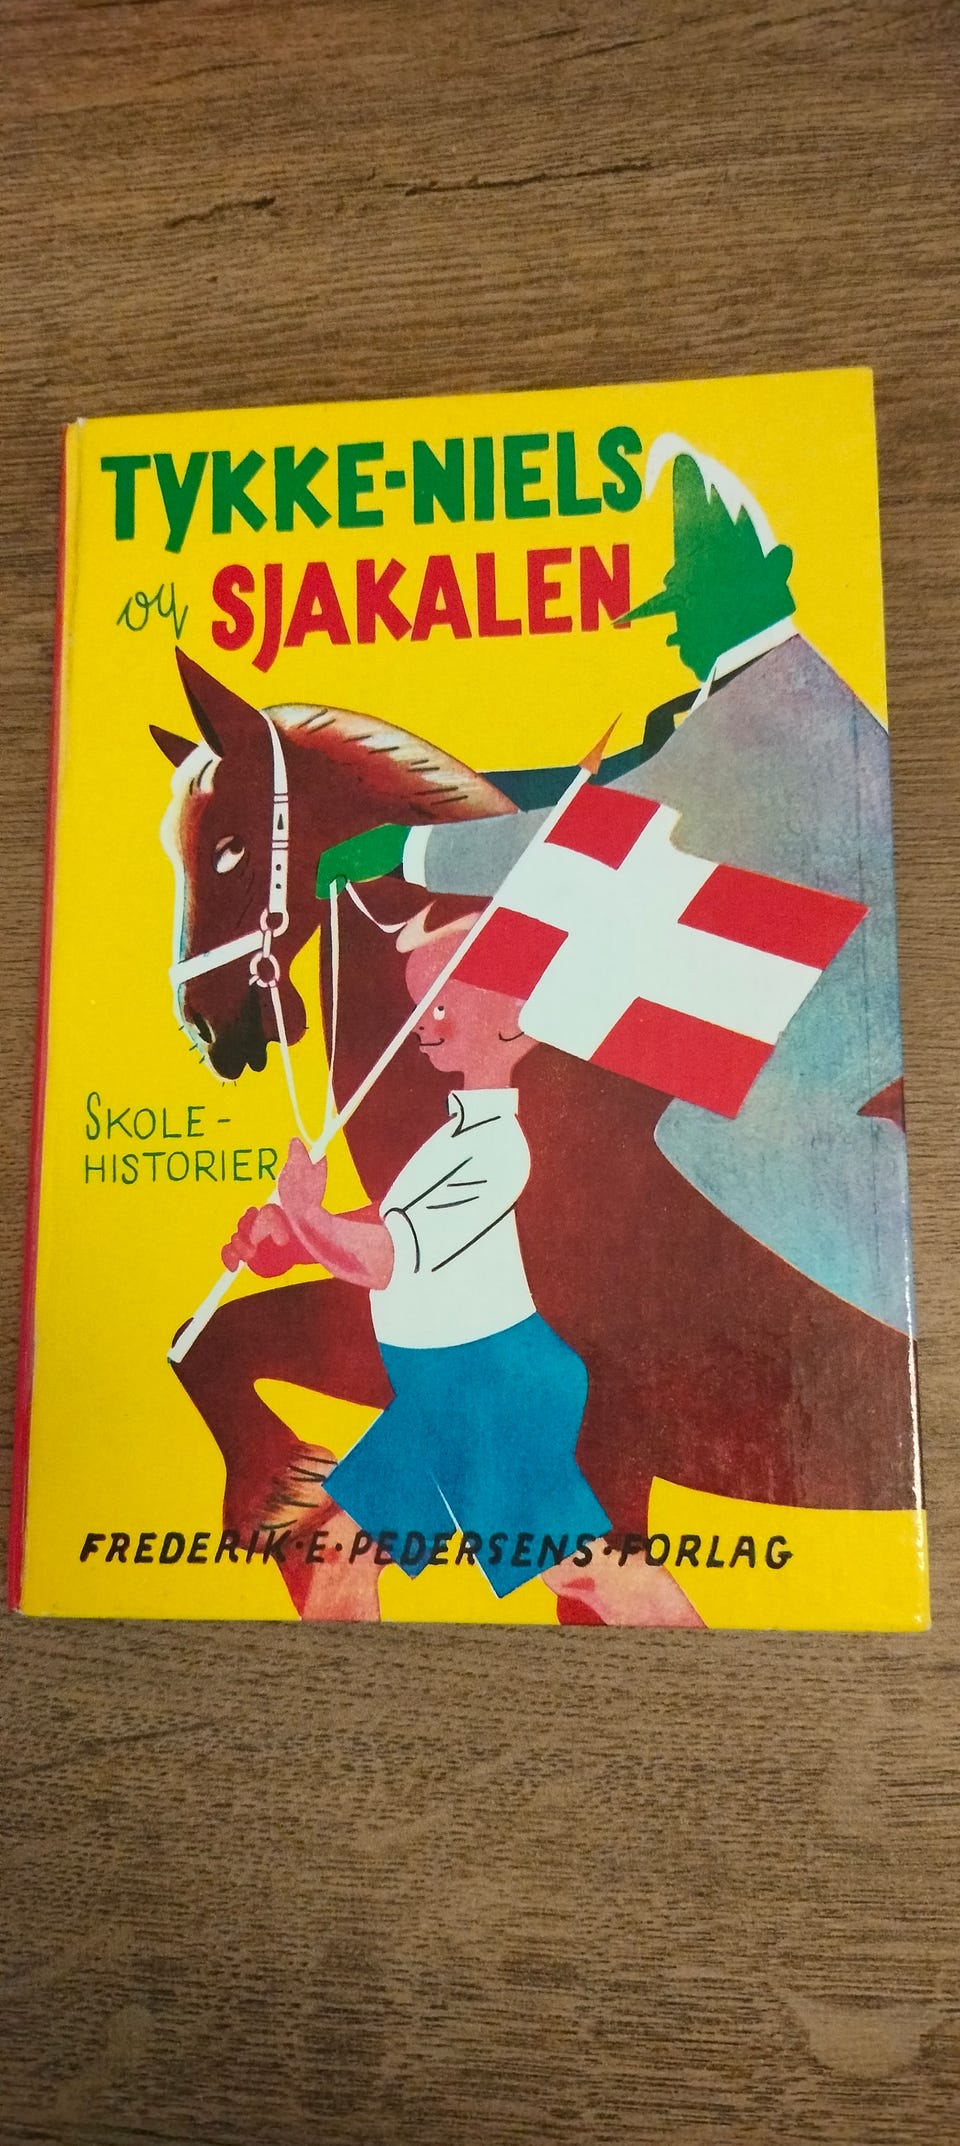 TYKKE-NIELS
og SJAKALEN
SKOLE-
HISTORIER
FREDERIK·E·PEDERSENS·FORLAG